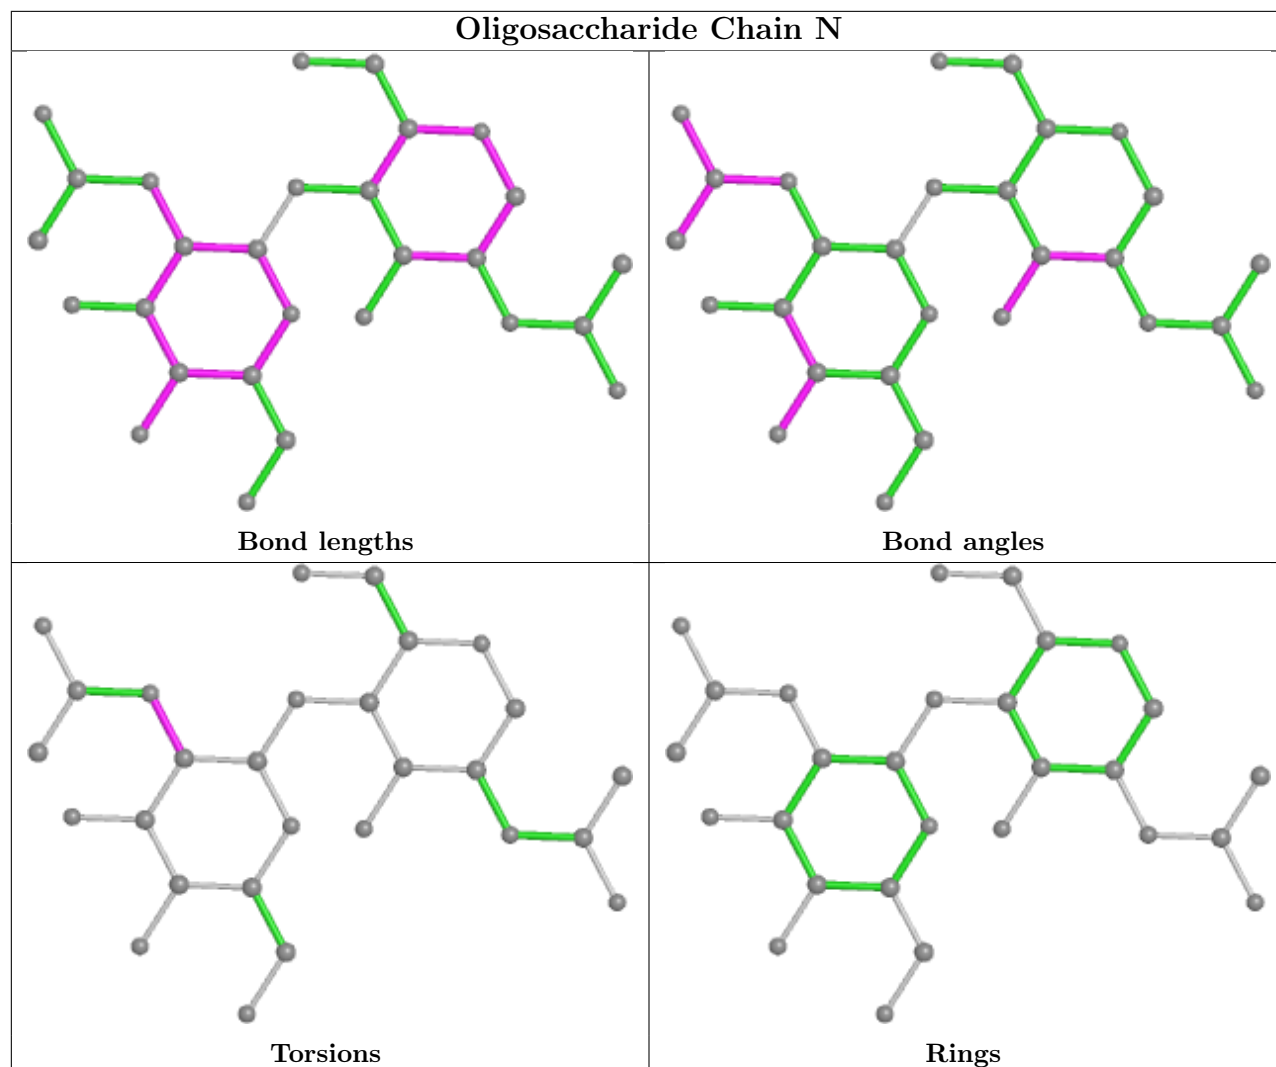 Oligosaccharide Chain N
Bond lengths
Bond angles
Torsions
Rings